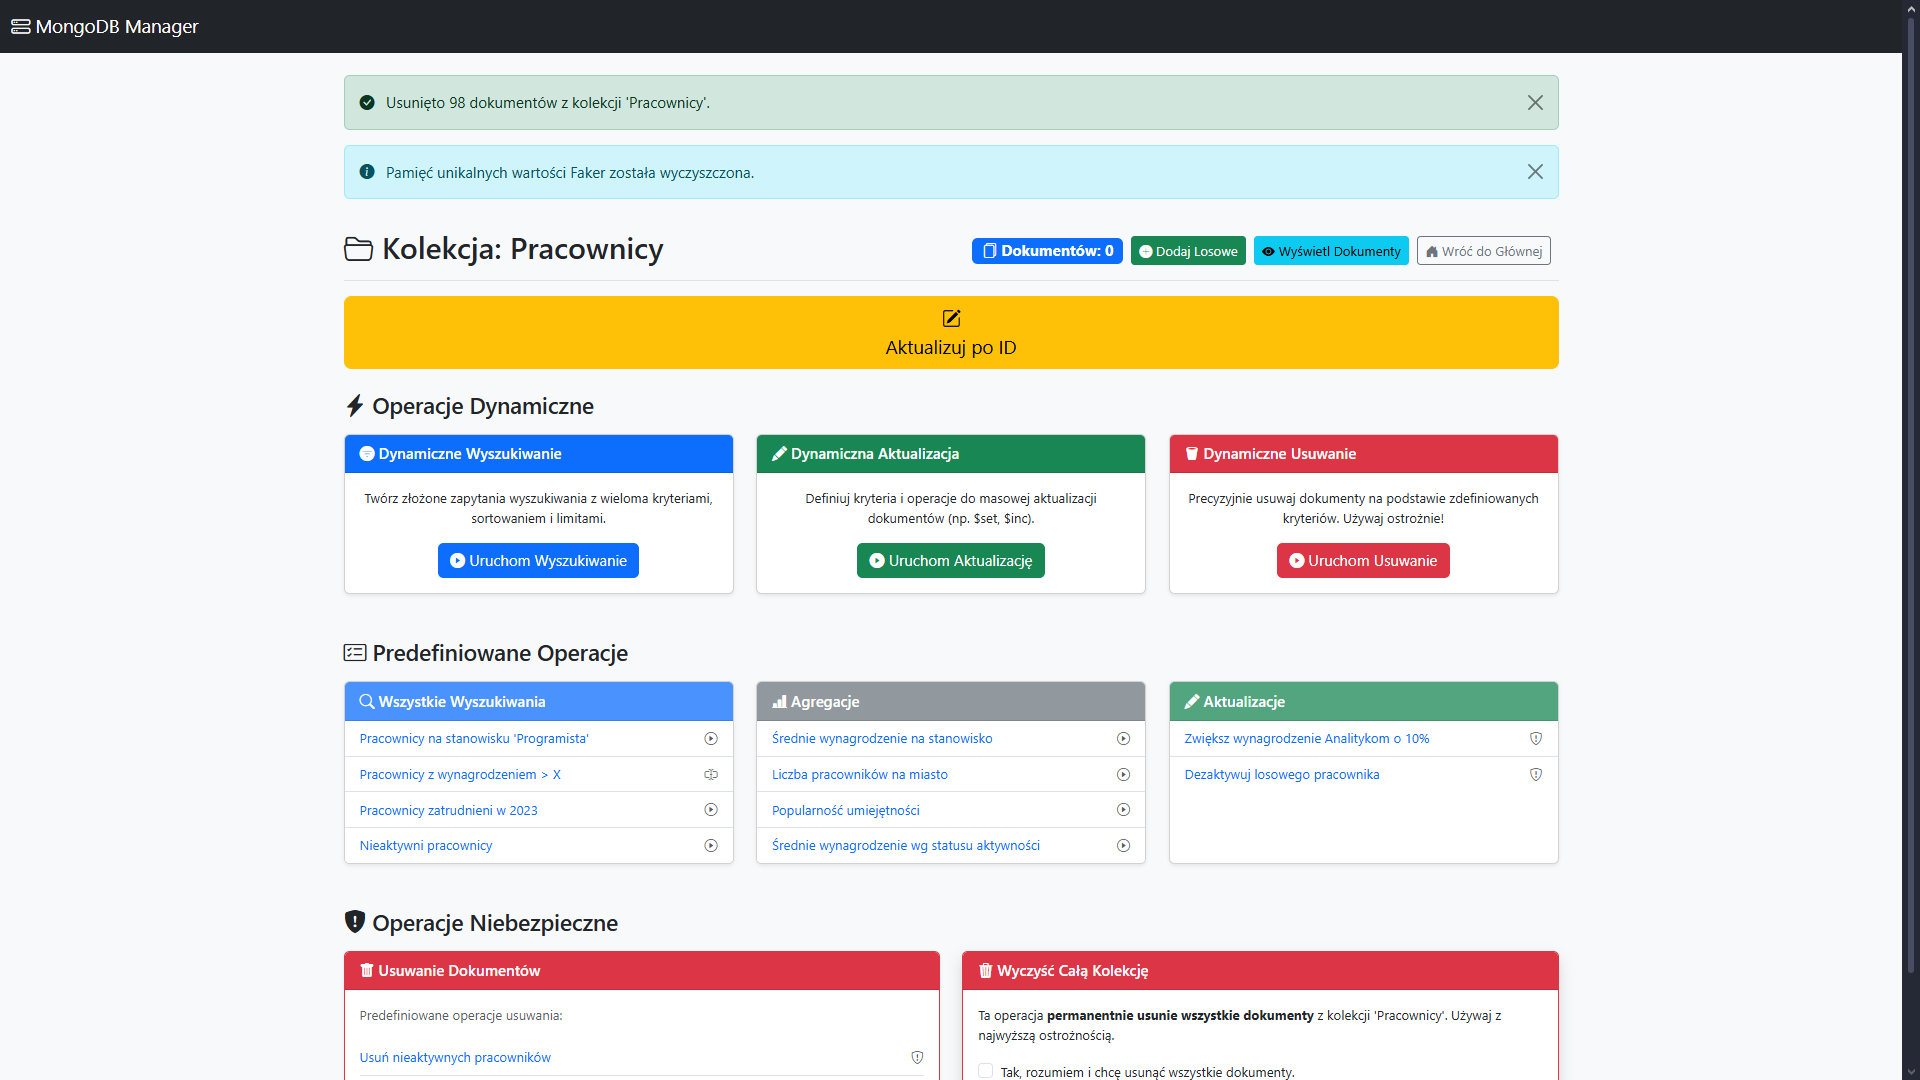 MongoDB Manager
Usunięto 98 dokumentów z kolekcji 'Pracownicy'.
Pamięć unikalnych wartości Faker została wyczyszczona.
Kolekcja: Pracownicy
Dokumentów: 0
Dodaj Losowe
Wyświetl Dokumenty
Wróć do Głównej
Aktualizuj po ID
Operacje Dynamiczne
Dynamiczne Wyszukiwanie
Twórz złożone zapytania wyszukiwania z wieloma kryteriami,
sortowaniem i limitami.
Uruchom Wyszukiwanie
Dynamiczna Aktualizacja
Definiuj kryteria i operacje do masowej aktualizacji
dokumentów (np. $set, $inc).
Uruchom Aktualizację
Dynamiczne Usuwanie
Precyzyjnie usuwaj dokumenty na podstawie zdefiniowanych
kryteriów. Używaj ostrożnie!
Uruchom Usuwanie
Predefiniowane Operacje
Wszystkie Wyszukiwania
Pracownicy na stanowisku 'Programista'
Pracownicy z wynagrodzeniem > X
Pracownicy zatrudnieni w 2023
Nieaktywni pracownicy
Agregacje
Średnie wynagrodzenie na stanowisko
Liczba pracowników na miasto
Popularność umiejętności
Średnie wynagrodzenie wg statusu aktywności
Aktualizacje
Zwiększ wynagrodzenie Analitykom o 10%
Dezaktywuj losowego pracownika
Operacje Niebezpieczne
Usuwanie Dokumentów
Predefiniowane operacje usuwania:
Usuń nieaktywnych pracowników
Wyczyść Całą Kolekcję
Ta operacja permanentnie usunie wszystkie dokumenty z kolekcji 'Pracownicy'. Używaj z
najwyższą ostrożnością.
Tak, rozumiem i chcę usunąć wszystkie dokumenty.